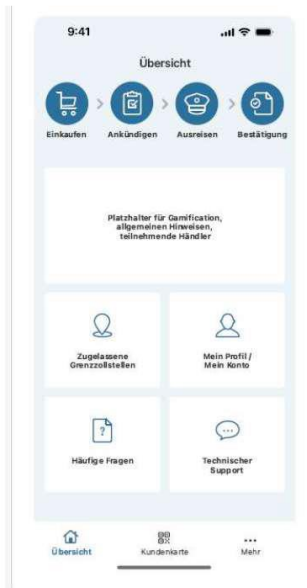 9:41
Übersicht
Einkaufen Ankündigen Ausreisen Bestätigung
Platzhalter für Gamification,
allgemeinen Hinweisen,
teilnehmende Händler
Zugelassene
Grenzzollstellen
Mein Profil /
Mein Konto
?
Häufige Fragen
Technischer
Support
Übersicht Kundenkarte Mehr